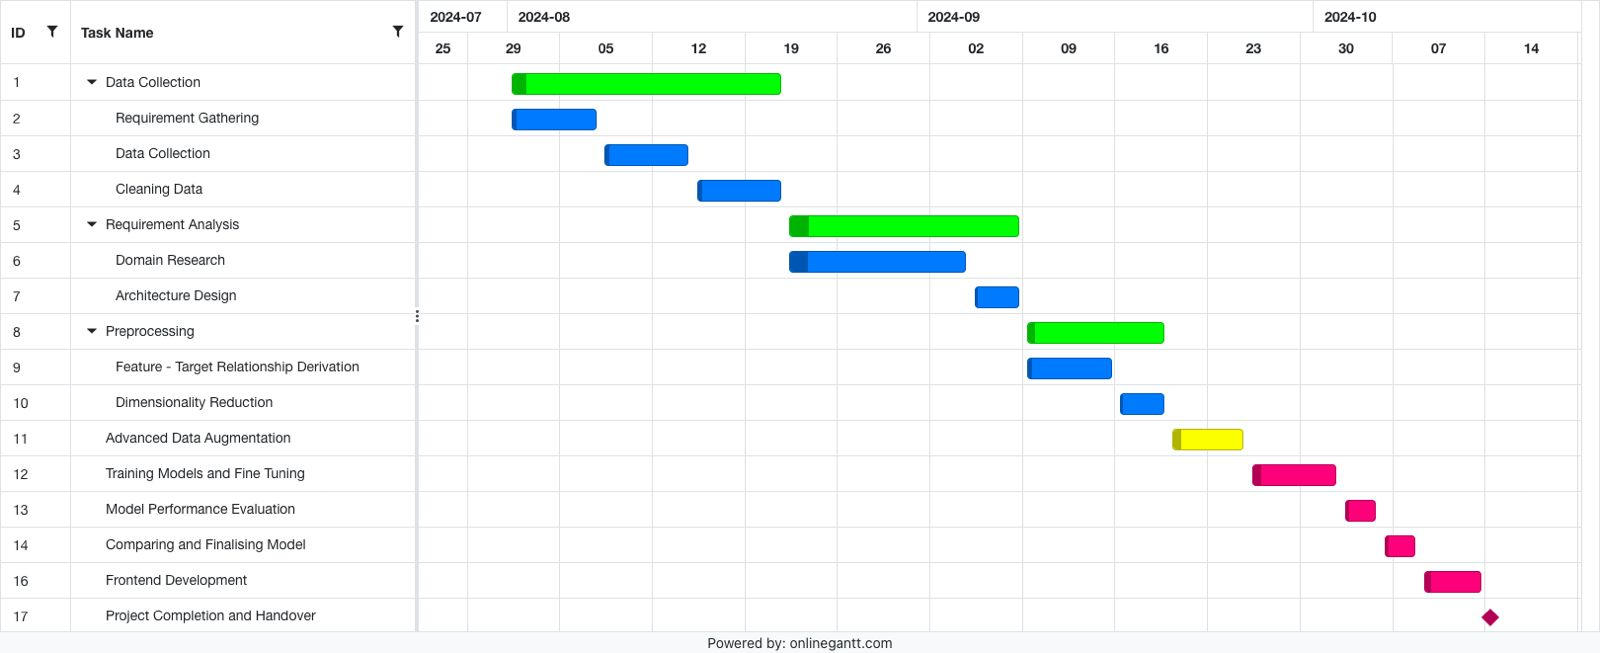 ID Task Name 2024-07 2024-08 2024-09 2024-10
25 29 05 12 19 26 02 09 16 23 30 07 14
1 Data Collection
2 Requirement Gathering
3 Data Collection
4 Cleaning Data
5 Requirement Analysis
6 Domain Research
7 Architecture Design
8 Preprocessing
9 Feature - Target Relationship Derivation
10 Dimensionality Reduction
11 Advanced Data Augmentation
12 Training Models and Fine Tuning
13 Model Performance Evaluation
14 Comparing and Finalising Model
16 Frontend Development
17 Project Completion and Handover
Powered by: onlinegantt.com